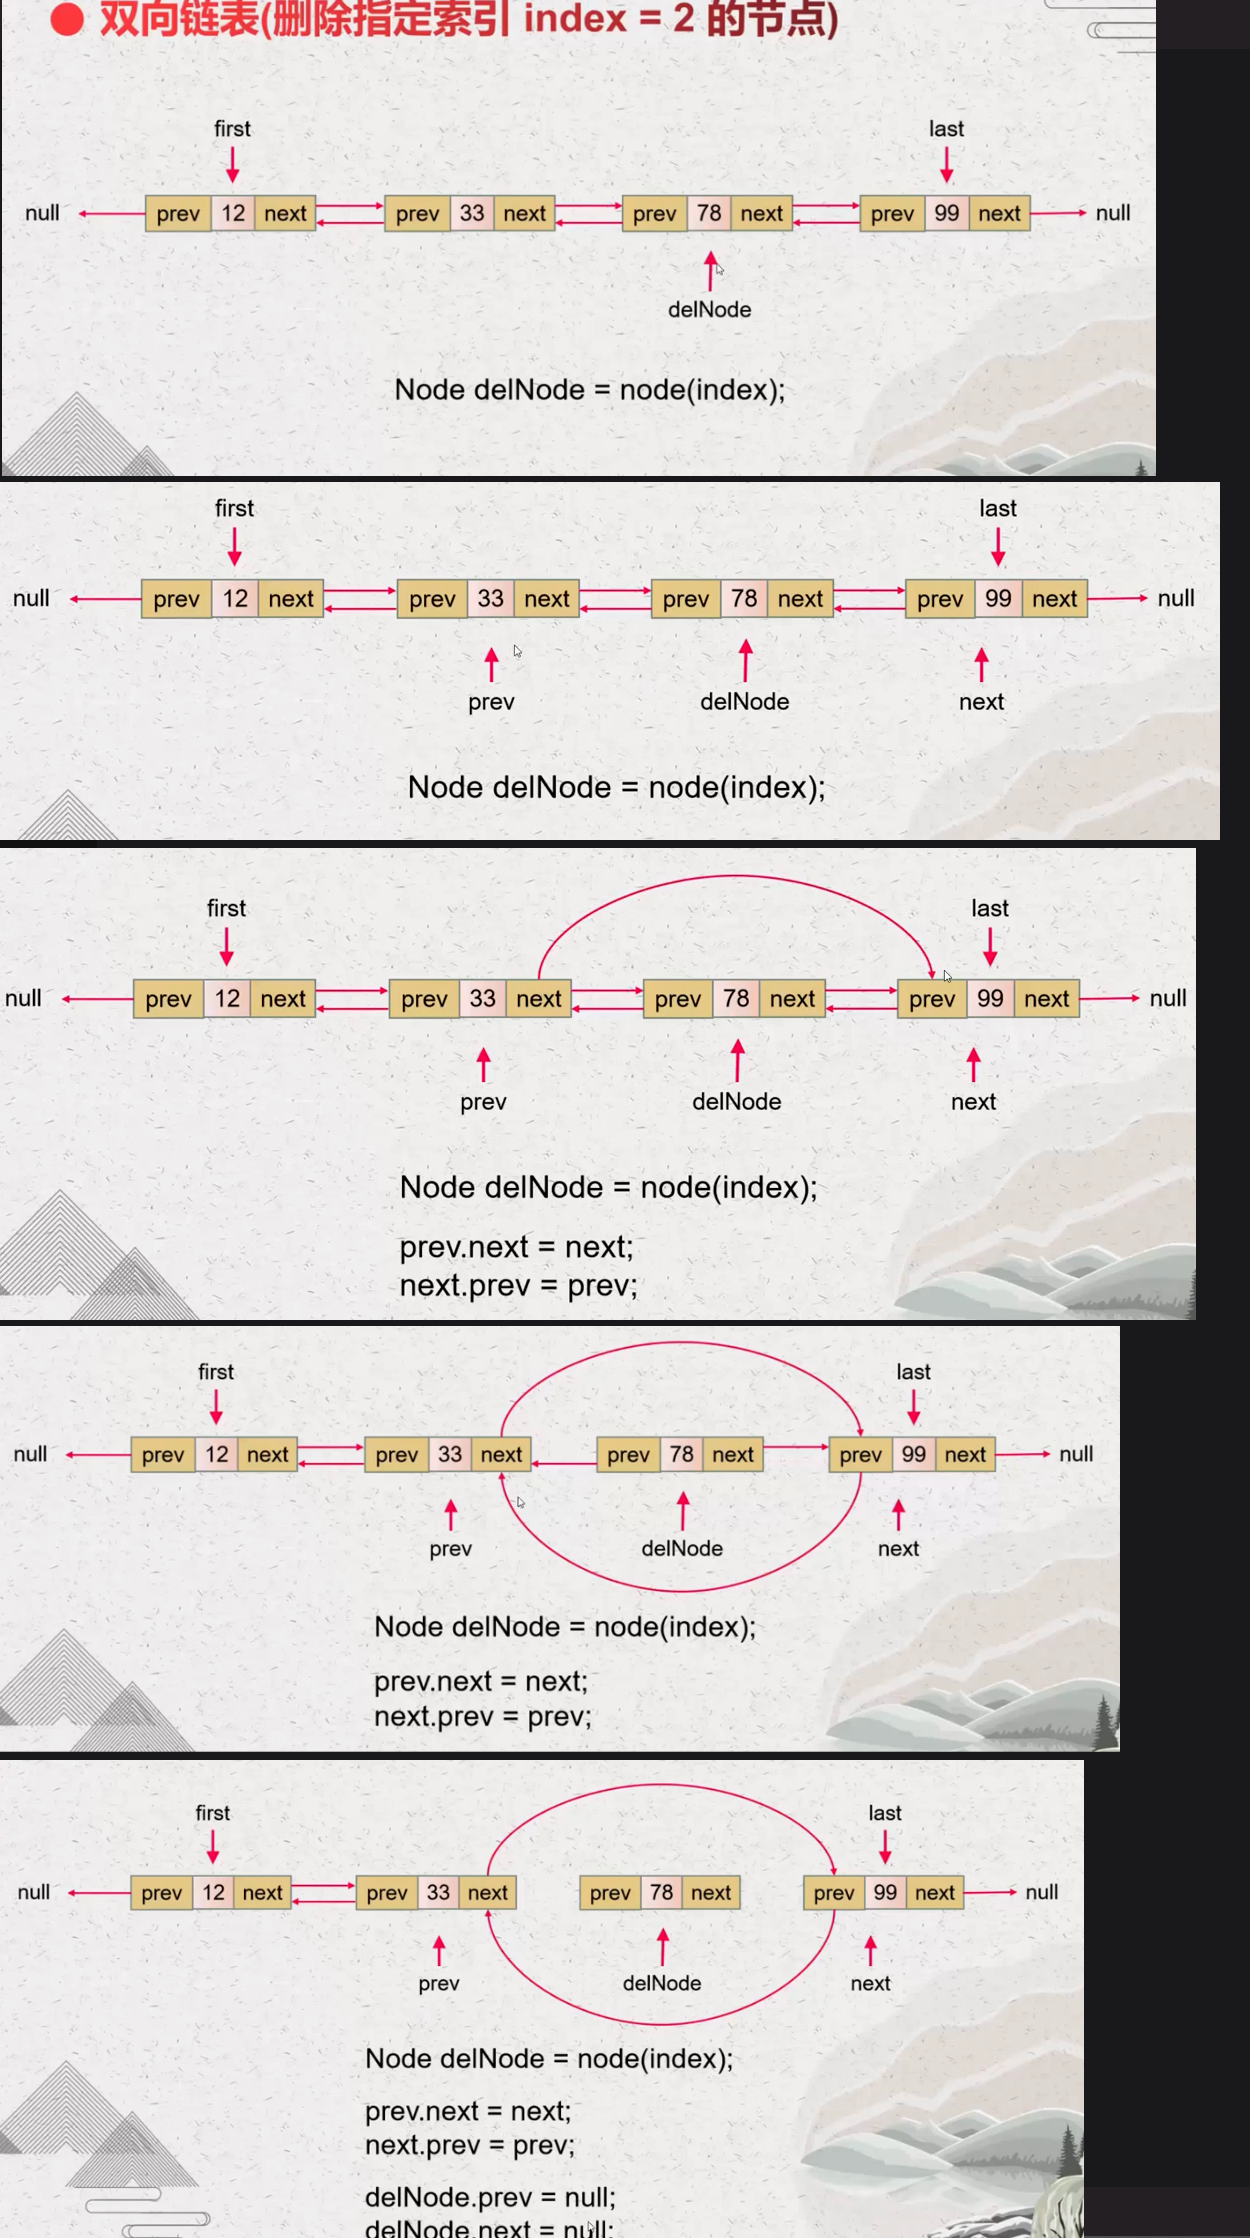 双向链表(删除指定索引 index = 2 的节点)
first last
null prev 12 next prev 33 next prev 78 next prev 99 next null
delNode
Node delNode = node(index);
first last
null prev 12 next prev 33 next prev 78 next prev 99 next null
prev delNode next
Node delNode = node(index);
first last
null prev 12 next prev 33 next prev 78 next prev 99 next null
prev delNode next
Node delNode = node(index);
prev.next = next;
next.prev = prev;
first last
null prev 12 next prev 33 next prev 78 next prev 99 next null
prev delNode next
Node delNode = node(index);
prev.next = next;
next.prev = prev;
first last
null prev 12 next prev 33 next prev 78 next prev 99 next null
prev delNode next
Node delNode = node(index);
prev.next = next;
next.prev = prev;
delNode.prev = null;
delNode.next = null;